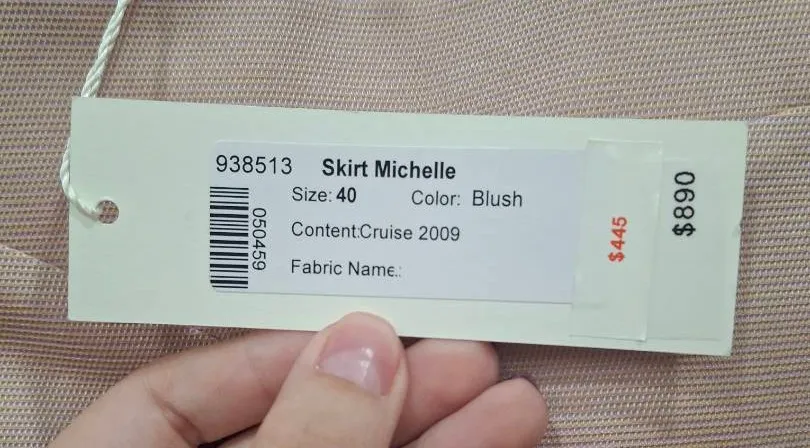 938513 Skirt Michelle
Size: 40 Color: Blush
050459
Content:Cruise 2009
Fabric Name.:
$445
$890